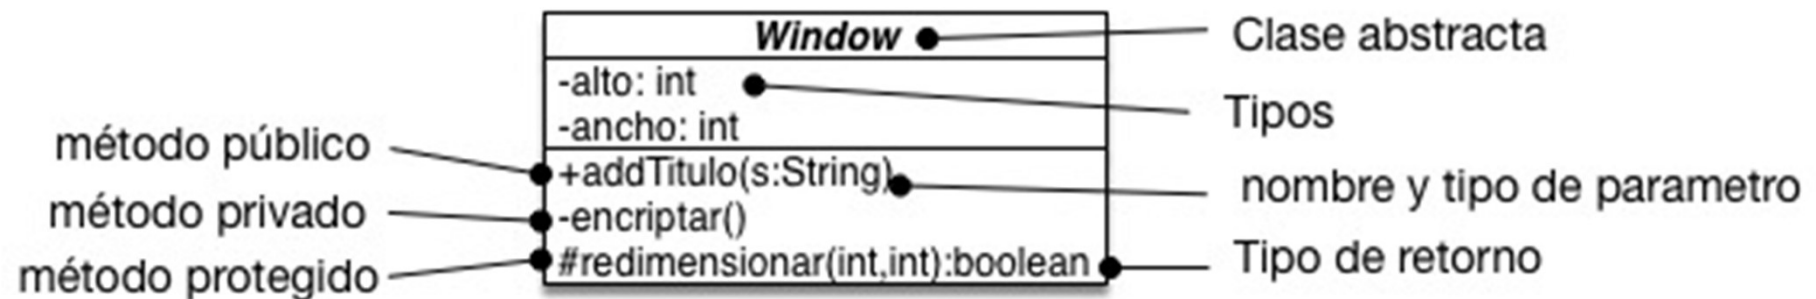 Window
-alto: int
-ancho: int
+addTitulo(s:String)
-encriptar()
#redimensionar(int,int):boolean
método público
método privado
método protegido
Clase abstracta
Tipos
nombre y tipo de parametro
Tipo de retorno